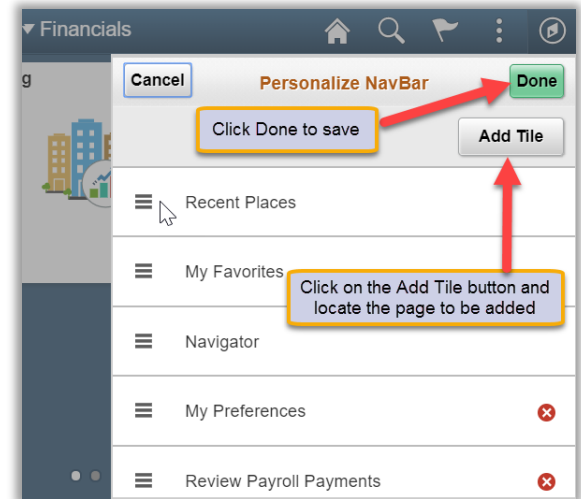 Financials
g
Cancel
Personalize NavBar
Done
Click Done to save
Add Tile
Recent Places
My Favorites
Click on the Add Tile button and
locate the page to be added
Navigator
My Preferences
Review Payroll Payments